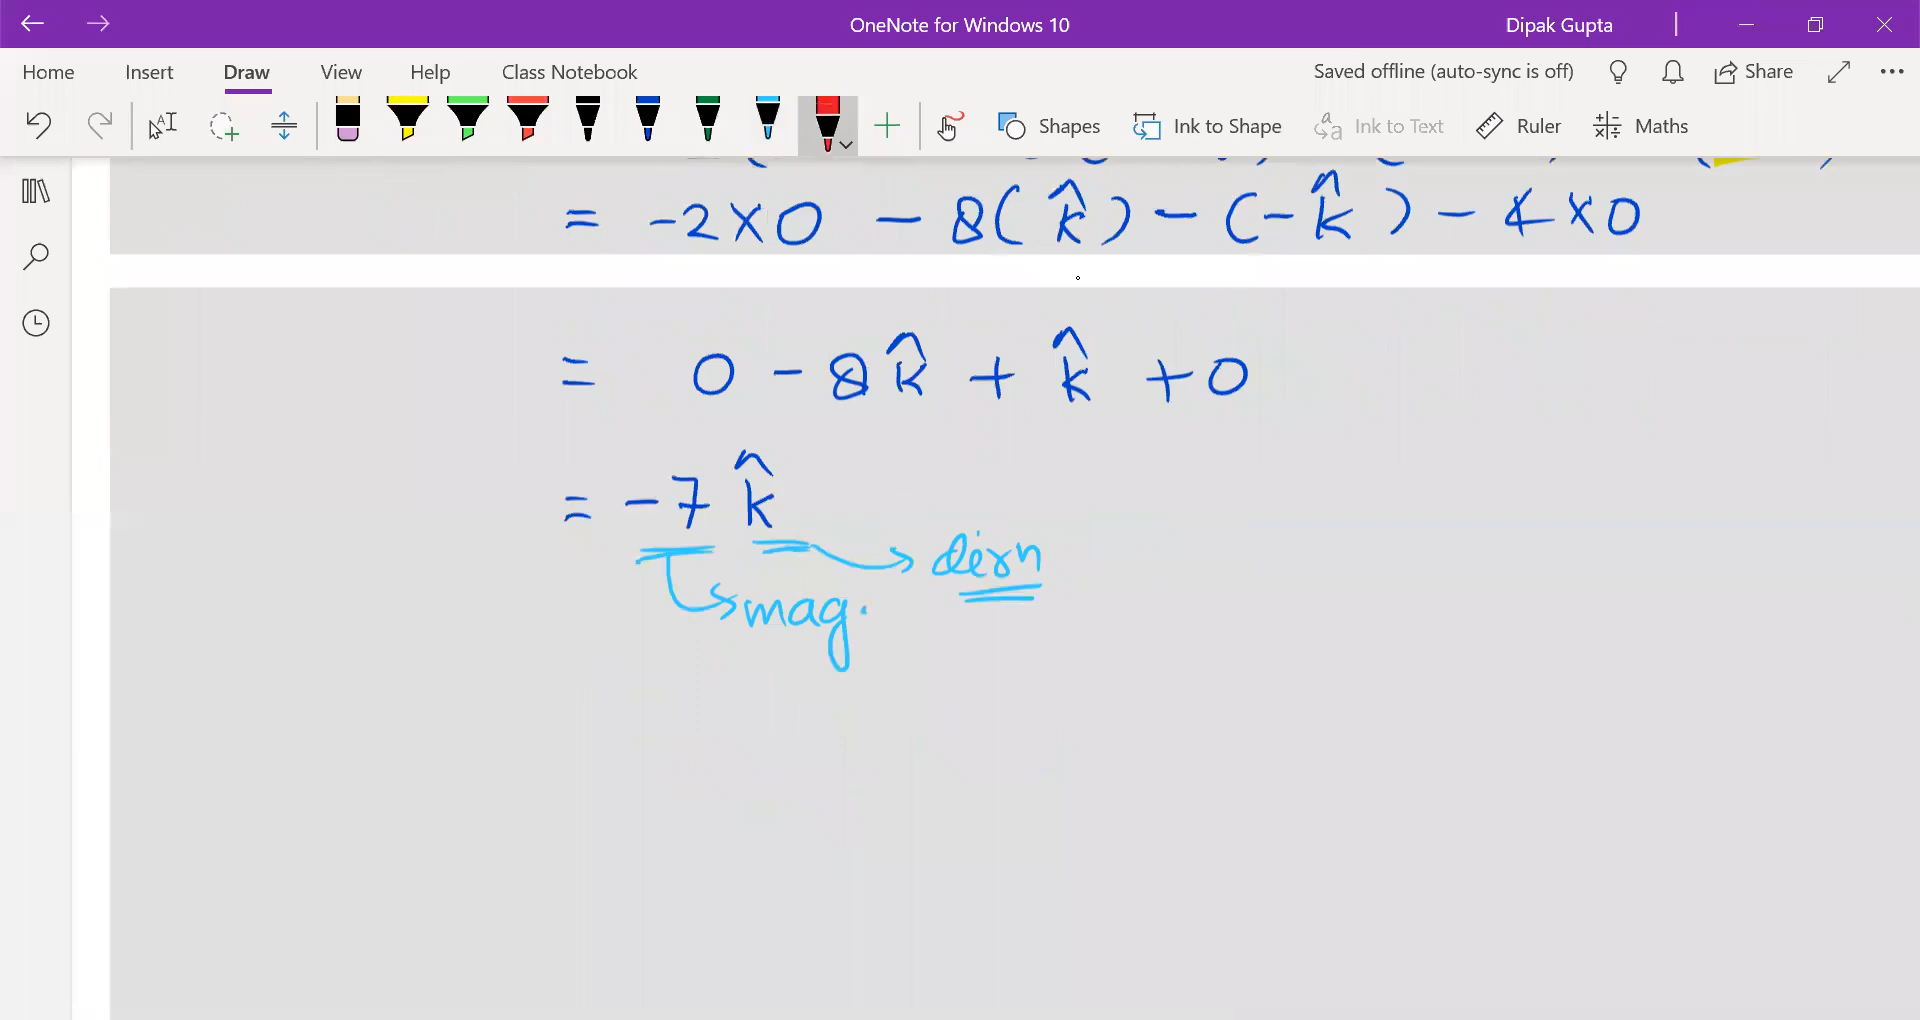 OneNote for Windows 10
Dipak Gupta
Home Insert Draw View Help Class Notebook
Saved offline (auto-sync is off) Share
Shapes Ink to Shape Ink to Text Ruler Maths
= -2 × 0 - 8(k̂) - (-k̂) - 4 × 0
= 0 - 8k̂ + k̂ + 0
= -7 k̂
dirn
mag.